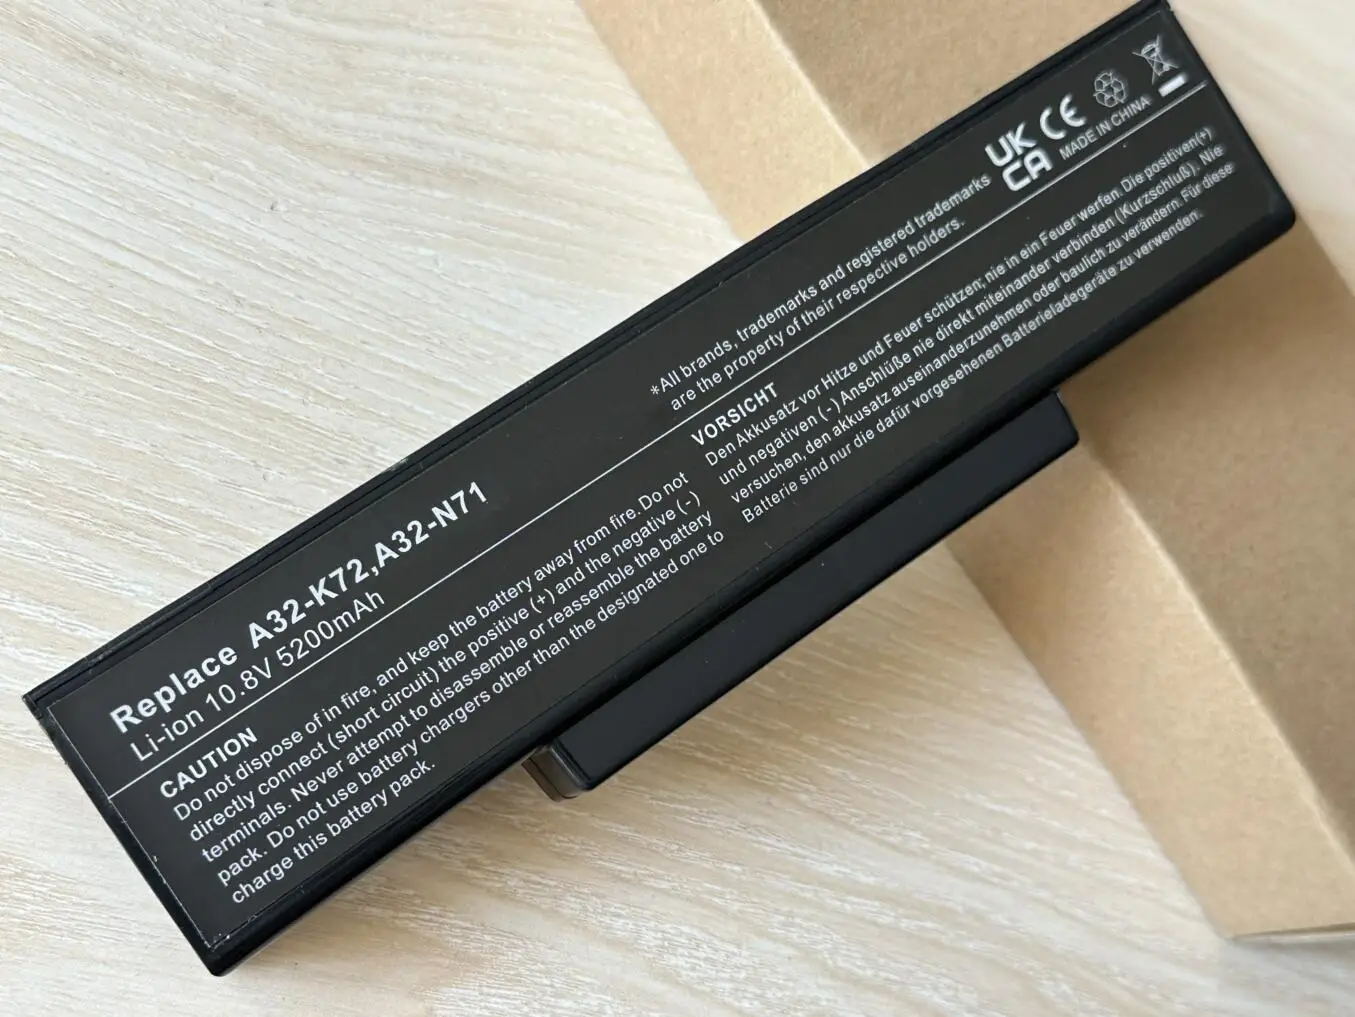 Replace A32-K72,A32-N71
Li-ion 10.8V 5200mAh
*All brands, trademarks and registered trademarks
are the property of their respective holders.
UK
CA
CE
MADE IN CHINA
CAUTION
Do not dispose of in fire, and keep the battery away from fire. Do not
directly connect (short circuit) the positive (+) and the negative (-)
terminals. Never attempt to disassemble or reassemble the battery
pack. Do not use battery chargers other than the designated one to
charge this battery pack.
VORSICHT
Den Akkusatz vor Hitze und Feuer schützen; nie in ein Feuer werfen. Die positiven(+)
und negativen (-) Anschlüße nie direkt miteinander verbinden (Kurzschluß). Nie
versuchen, den akkusatz auseinanderzunehmen oder baulich zu verändern. Für diese
Batterie sind nur die dafür vorgesehenen Batterieladegeräte zu verwenden.